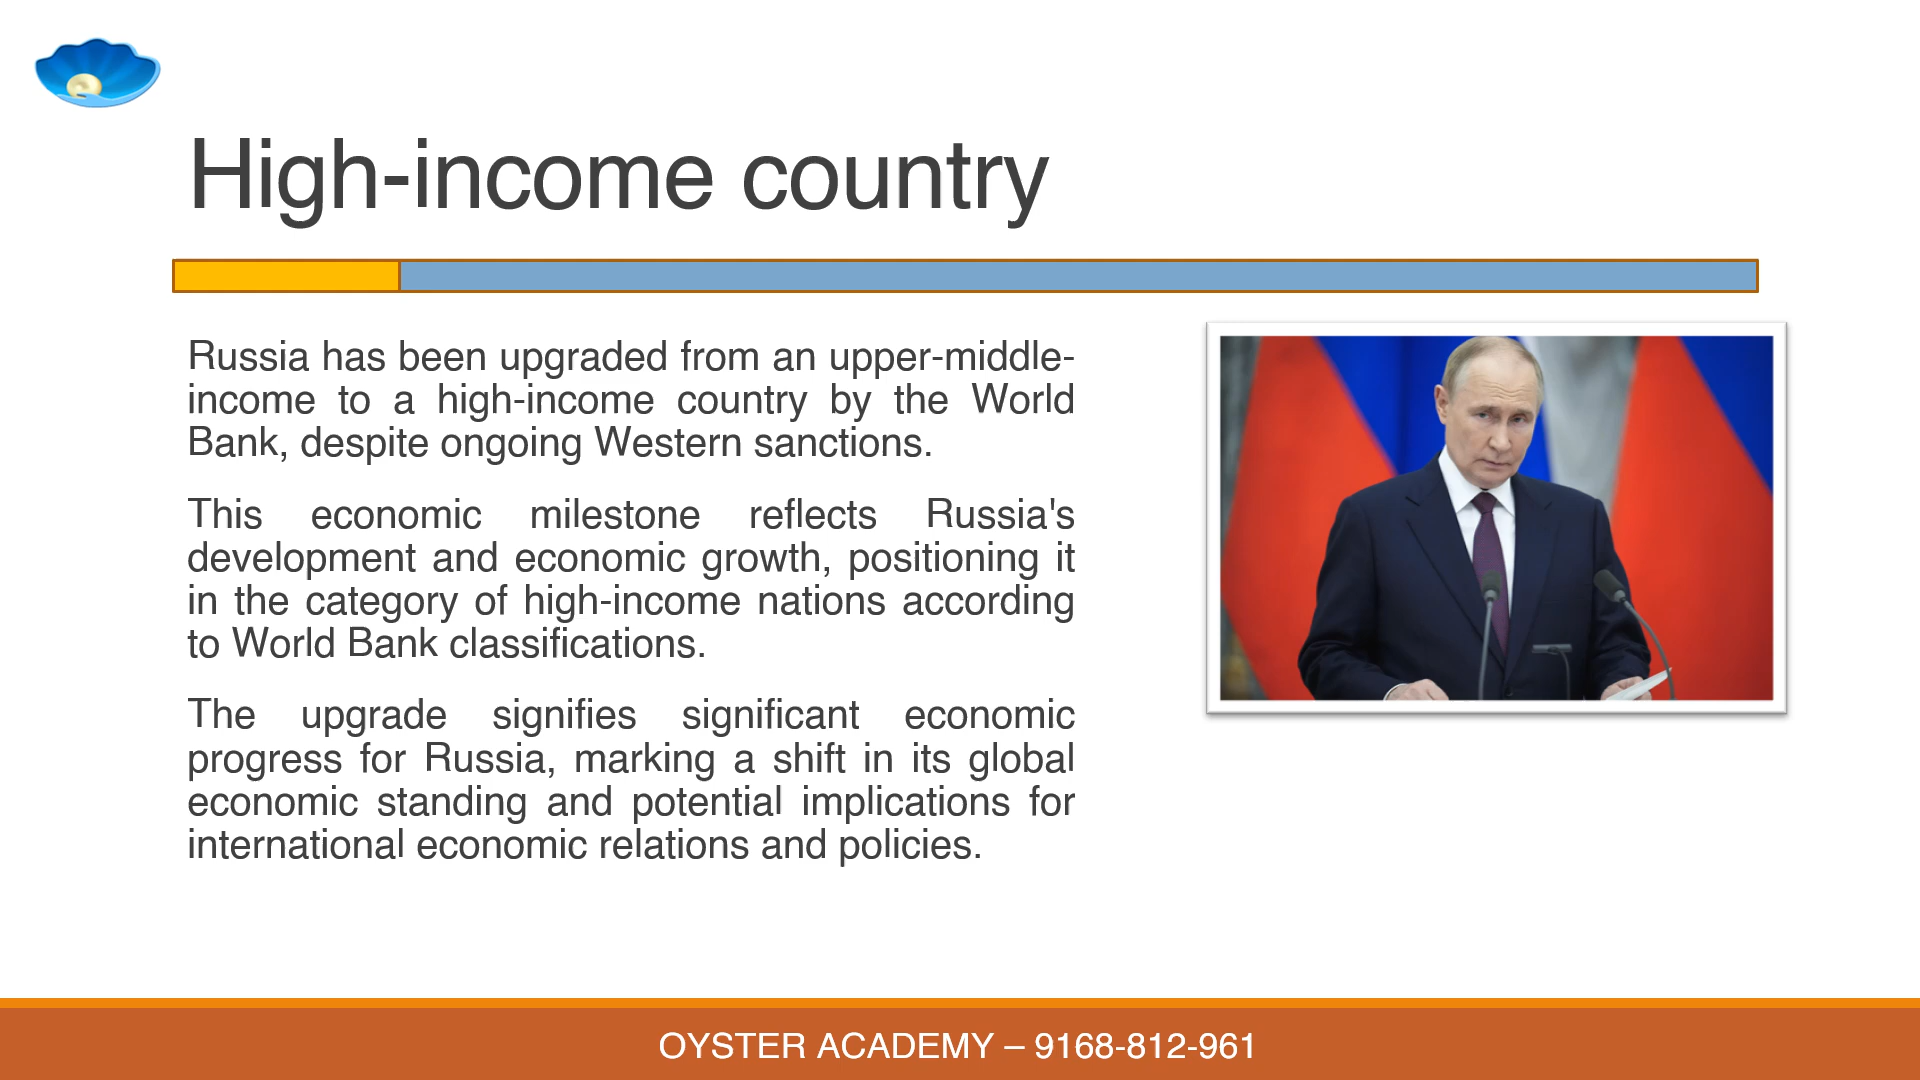 High-income country
Russia has been upgraded from an upper-middle-
income to a high-income country by the World
Bank, despite ongoing Western sanctions.
This economic milestone reflects Russia's
development and economic growth, positioning it
in the category of high-income nations according
to World Bank classifications.
The upgrade signifies significant economic
progress for Russia, marking a shift in its global
economic standing and potential implications for
international economic relations and policies.
OYSTER ACADEMY – 9168-812-961